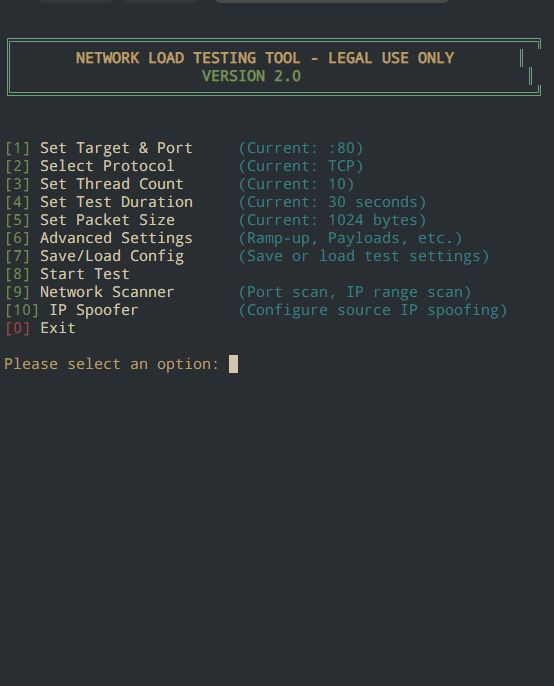 NETWORK LOAD TESTING TOOL - LEGAL USE ONLY
VERSION 2.0
[1] Set Target & Port (Current: :80)
[2] Select Protocol (Current: TCP)
[3] Set Thread Count (Current: 10)
[4] Set Test Duration (Current: 30 seconds)
[5] Set Packet Size (Current: 1024 bytes)
[6] Advanced Settings (Ramp-up, Payloads, etc.)
[7] Save/Load Config (Save or load test settings)
[8] Start Test
[9] Network Scanner (Port scan, IP range scan)
[10] IP Spoofer (Configure source IP spoofing)
[0] Exit
Please select an option: